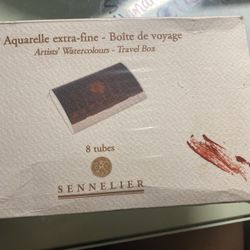 Aquarelle extra-fine - Boîte de voyage
Artists' Watercolours - Travel Box
8 tubes
SENNELIER